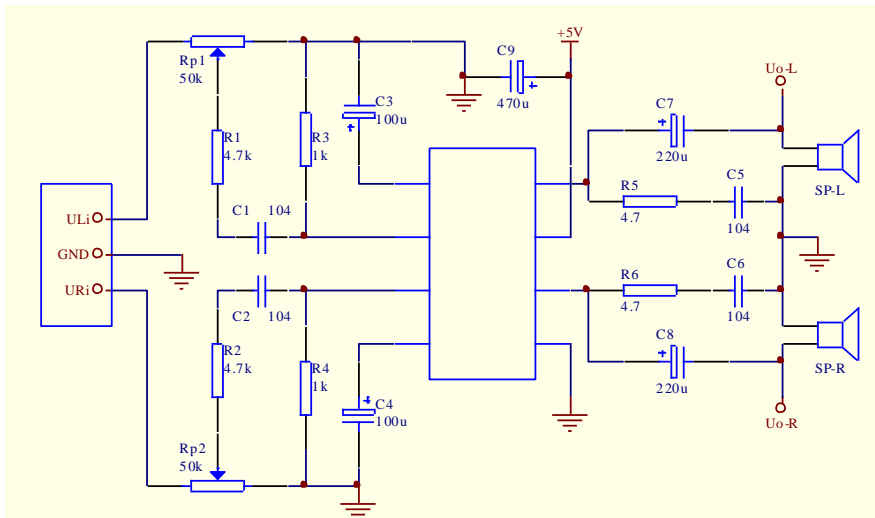 +5V
C9
470u
Uo-L
Rp1
50k
C3
100u
C7
220u
R1
4.7k
R3
1k
SP-L
R5
4.7
C5
104
ULi
C1 104
GND
URi
C2 104
R6
4.7
C6
104
R2
4.7k
R4
1k
C8
220u
SP-R
C4
100u
Uo-R
Rp2
50k